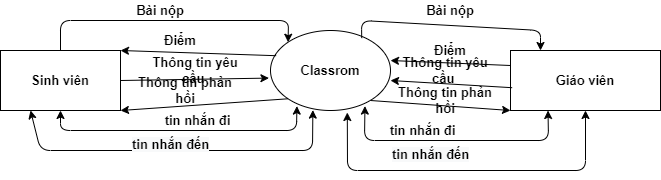 Bài nộp
Điểm
Thông tin yêu
cầu
Thông tin phản
hồi
Sinh viên
tin nhắn đi
tin nhắn đến
Classrom
Bài nộp
Điểm
Thông tin yêu
cầu
Thông tin phản
hồi
Giáo viên
tin nhắn đi
tin nhắn đến